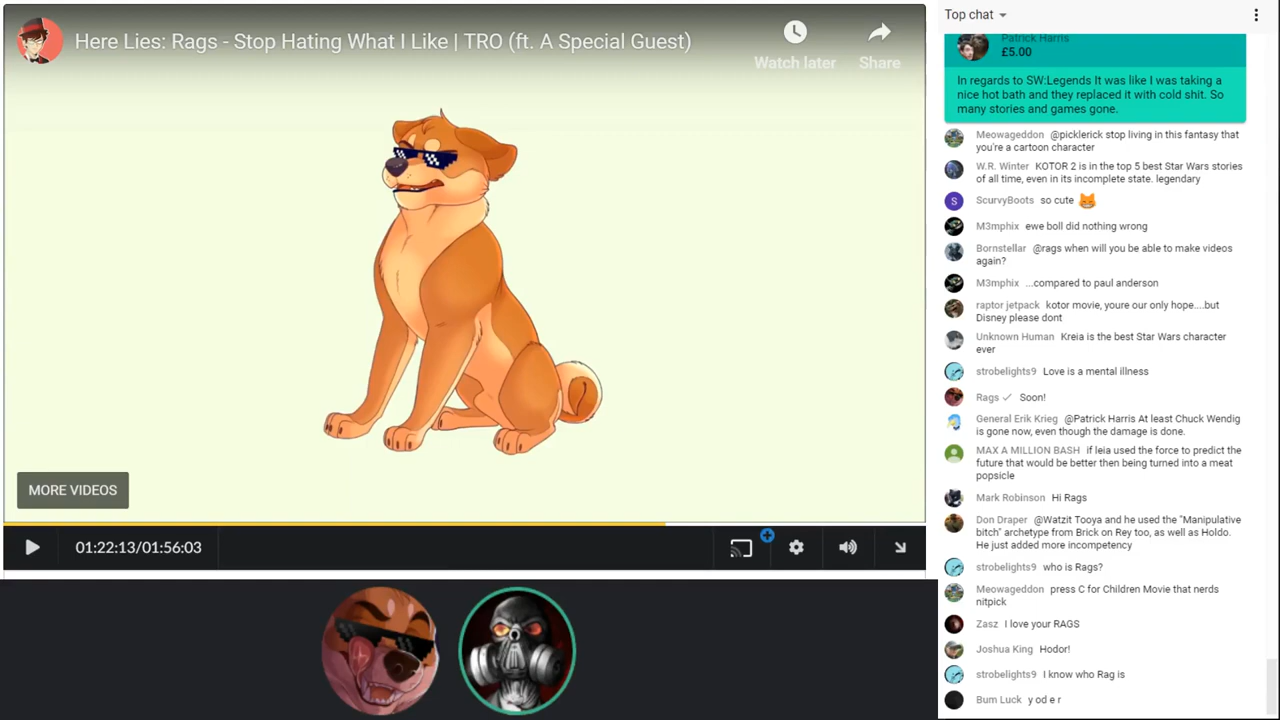 Here Lies: Rags - Stop Hating What I Like | TRO (ft. A Special Guest)
Watch later
Share
MORE VIDEOS
01:22:13/01:56:03
Top chat
Patrick Harris
£5.00
In regards to SW:Legends It was like I was taking a
nice hot bath and they replaced it with cold shit. So
many stories and games gone.
Meowageddon @picklerick stop living in this fantasy that
you're a cartoon character
W.R. Winter KOTOR 2 is in the top 5 best Star Wars stories
of all time, even in its incomplete state. legendary
S
ScurvyBoots so cute
M3mphix ewe boll did nothing wrong
Bornstellar @rags when will you be able to make videos
again?
M3mphix ...compared to paul anderson
raptor jetpack kotor movie, youre our only hope....but
Disney please dont
Unknown Human Kreia is the best Star Wars character
ever
strobelights9 Love is a mental illness
Rags Soon!
General Erik Krieg @Patrick Harris At least Chuck Wendig
is gone now, even though the damage is done.
MAX A MILLION BASH if leia used the force to predict the
future that would be better then being turned into a meat
popsicle
Mark Robinson Hi Rags
Don Draper @Watzit Tooya and he used the "Manipulative
bitch" archetype from Brick on Rey too, as well as Holdo.
He just added more incompetency
strobelights9 who is Rags?
Meowageddon press C for Children Movie that nerds
nitpick
Zasz I love your RAGS
Joshua King Hodor!
strobelights9 I know who Rag is
Bum Luck y od e r